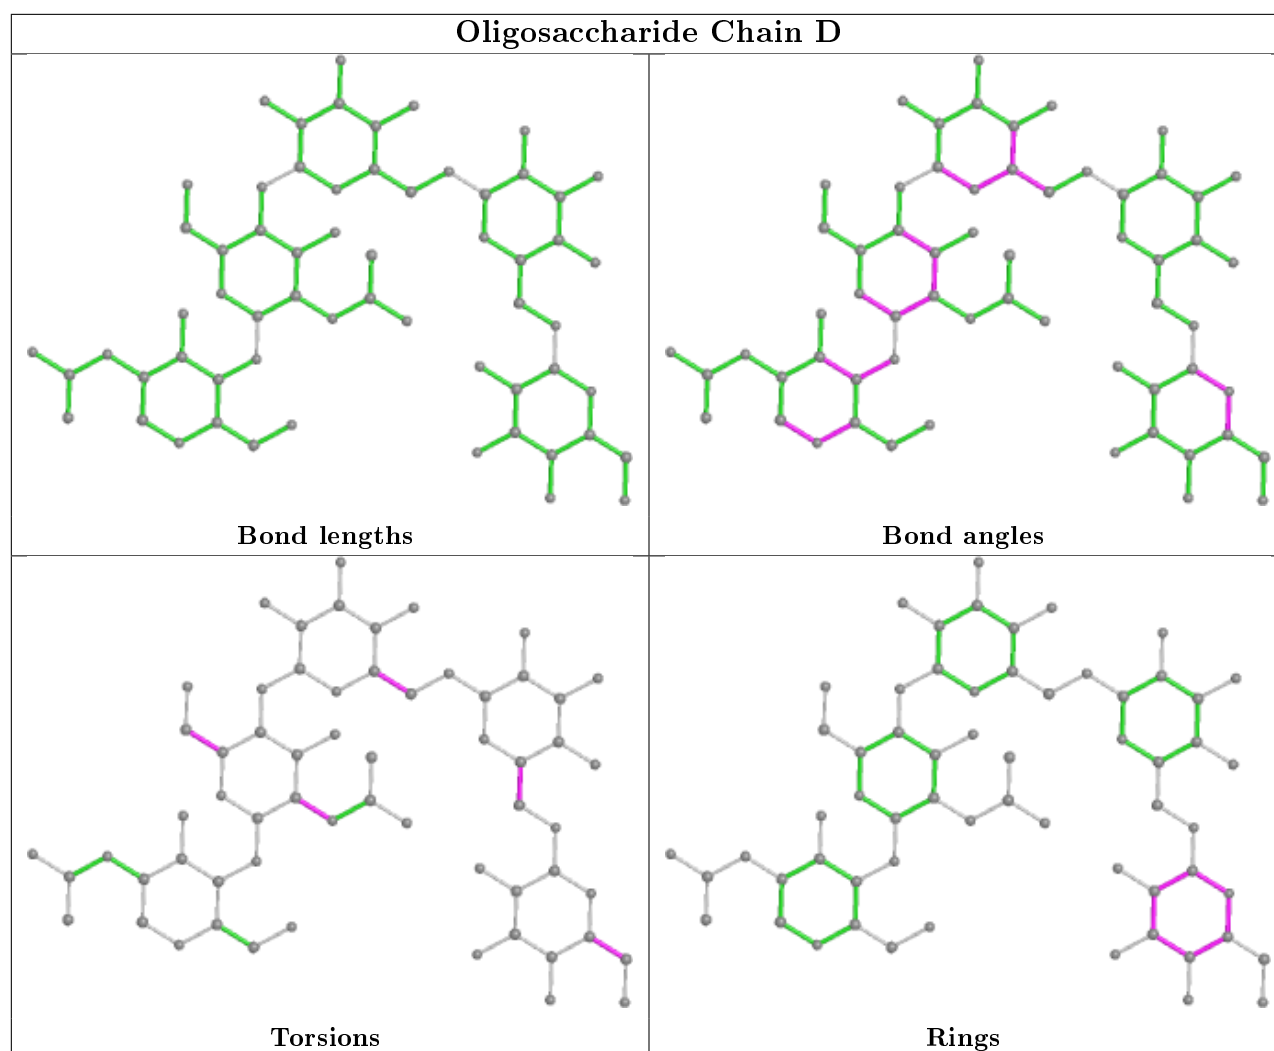 Oligosaccharide Chain D
Bond lengths
Bond angles
Torsions
Rings